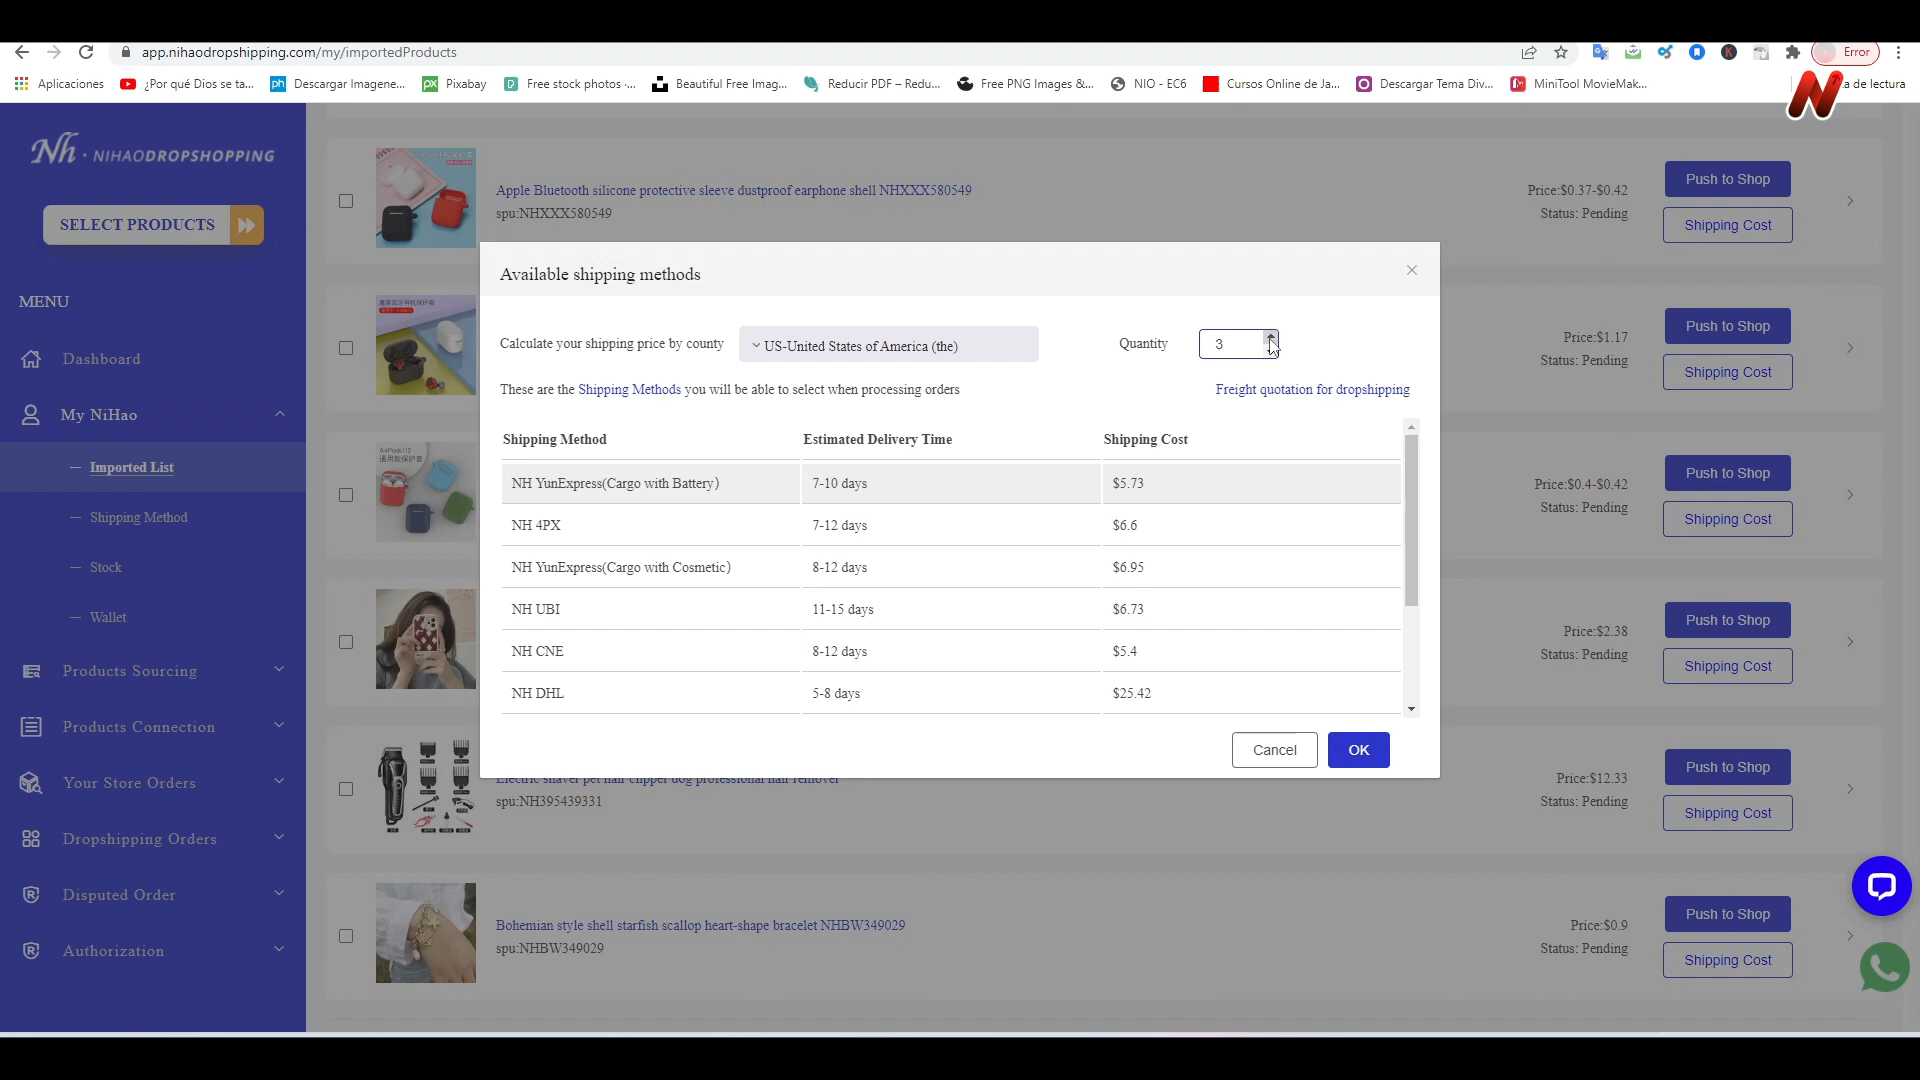 app.nihaodropshipping.com/my/importedProducts
Error
Aplicaciones
¿Por qué Dios se ta...
Descargar Imagene...
Pixabay
Free stock photos -...
Beautiful Free Imag...
Reducir PDF – Redu...
Free PNG Images &...
NIO - EC6
Cursos Online de Ja...
Descargar Tema Div...
MiniTool MovieMak...
a de lectura
Nh · NIHAODROPSHOPPING
SELECT PRODUCTS
MENU
Dashboard
My NiHao
Imported List
Shipping Method
Stock
Wallet
Products Sourcing
Products Connection
Your Store Orders
Dropshipping Orders
Disputed Order
Authorization
Apple Bluetooth silicone protective sleeve dustproof earphone shell NHXXX580549
spu:NHXXX580549
Price:$0.37-$0.42
Status: Pending
Push to Shop
Shipping Cost
Price:$1.17
Status: Pending
Push to Shop
Shipping Cost
Price:$0.4-$0.42
Status: Pending
Push to Shop
Shipping Cost
Price:$2.38
Status: Pending
Push to Shop
Shipping Cost
Electric shaver pet hair clipper dog professional hair remover
spu:NH395439331
Price:$12.33
Status: Pending
Push to Shop
Shipping Cost
Bohemian style shell starfish scallop heart-shape bracelet NHBW349029
spu:NHBW349029
Price:$0.9
Status: Pending
Push to Shop
Shipping Cost
Available shipping methods
Calculate your shipping price by county
US-United States of America (the)
Quantity
3
These are the Shipping Methods you will be able to select when processing orders
Freight quotation for dropshipping
Shipping Method Estimated Delivery Time Shipping Cost
NH YunExpress(Cargo with Battery) 7-10 days $5.73
NH 4PX 7-12 days $6.6
NH YunExpress(Cargo with Cosmetic) 8-12 days $6.95
NH UBI 11-15 days $6.73
NH CNE 8-12 days $5.4
NH DHL 5-8 days $25.42
Cancel
OK